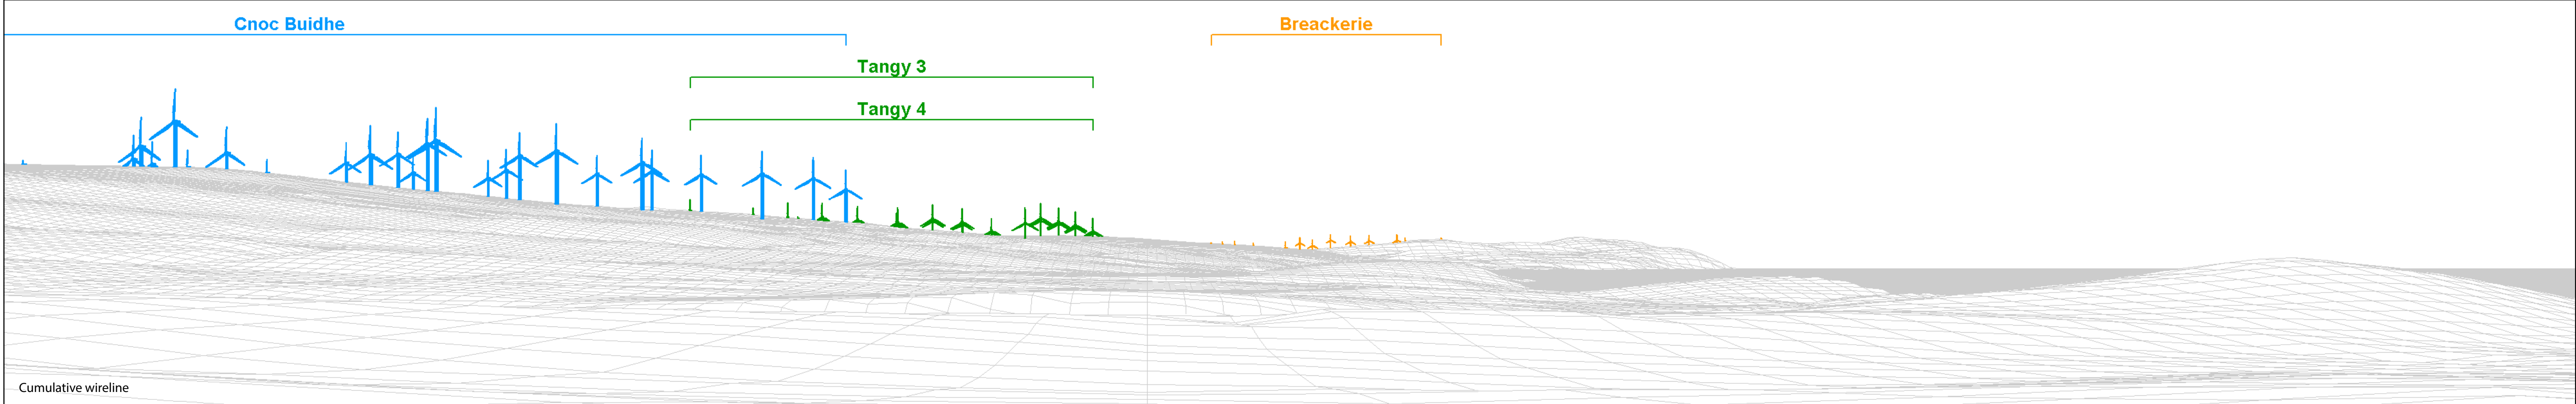 Cnoc Buidhe
Breackerie
Tangy 3
Tangy 4
Cumulative wireline